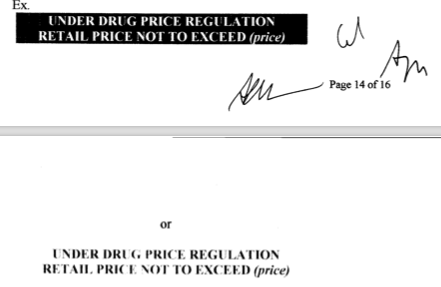 Ex.
UNDER DRUG PRICE REGULATION
RETAIL PRICE NOT TO EXCEED (price)
Page 14 of 16
or
UNDER DRUG PRICE REGULATION
RETAIL PRICE NOT TO EXCEED (price)